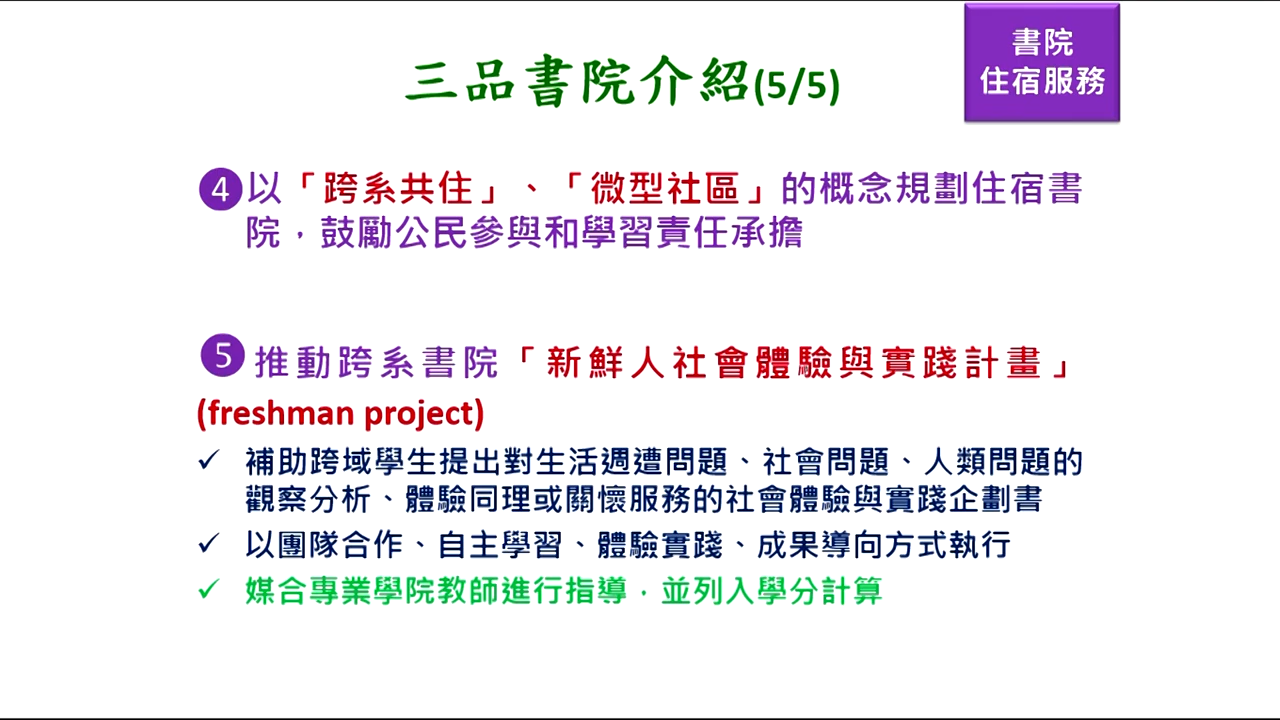 書院
住宿服務
三品書院介紹(5/5)
4 以「跨系共住」、「微型社區」的概念規劃住宿書
院，鼓勵公民參與和學習責任承擔
5 推動跨系書院「新鮮人社會體驗與實踐計畫」
(freshman project)
✓ 補助跨域學生提出對生活週遭問題、社會問題、人類問題的
觀察分析、體驗同理或關懷服務的社會體驗與實踐企劃書
✓ 以團隊合作、自主學習、體驗實踐、成果導向方式執行
✓ 媒合專業學院教師進行指導，並列入學分計算